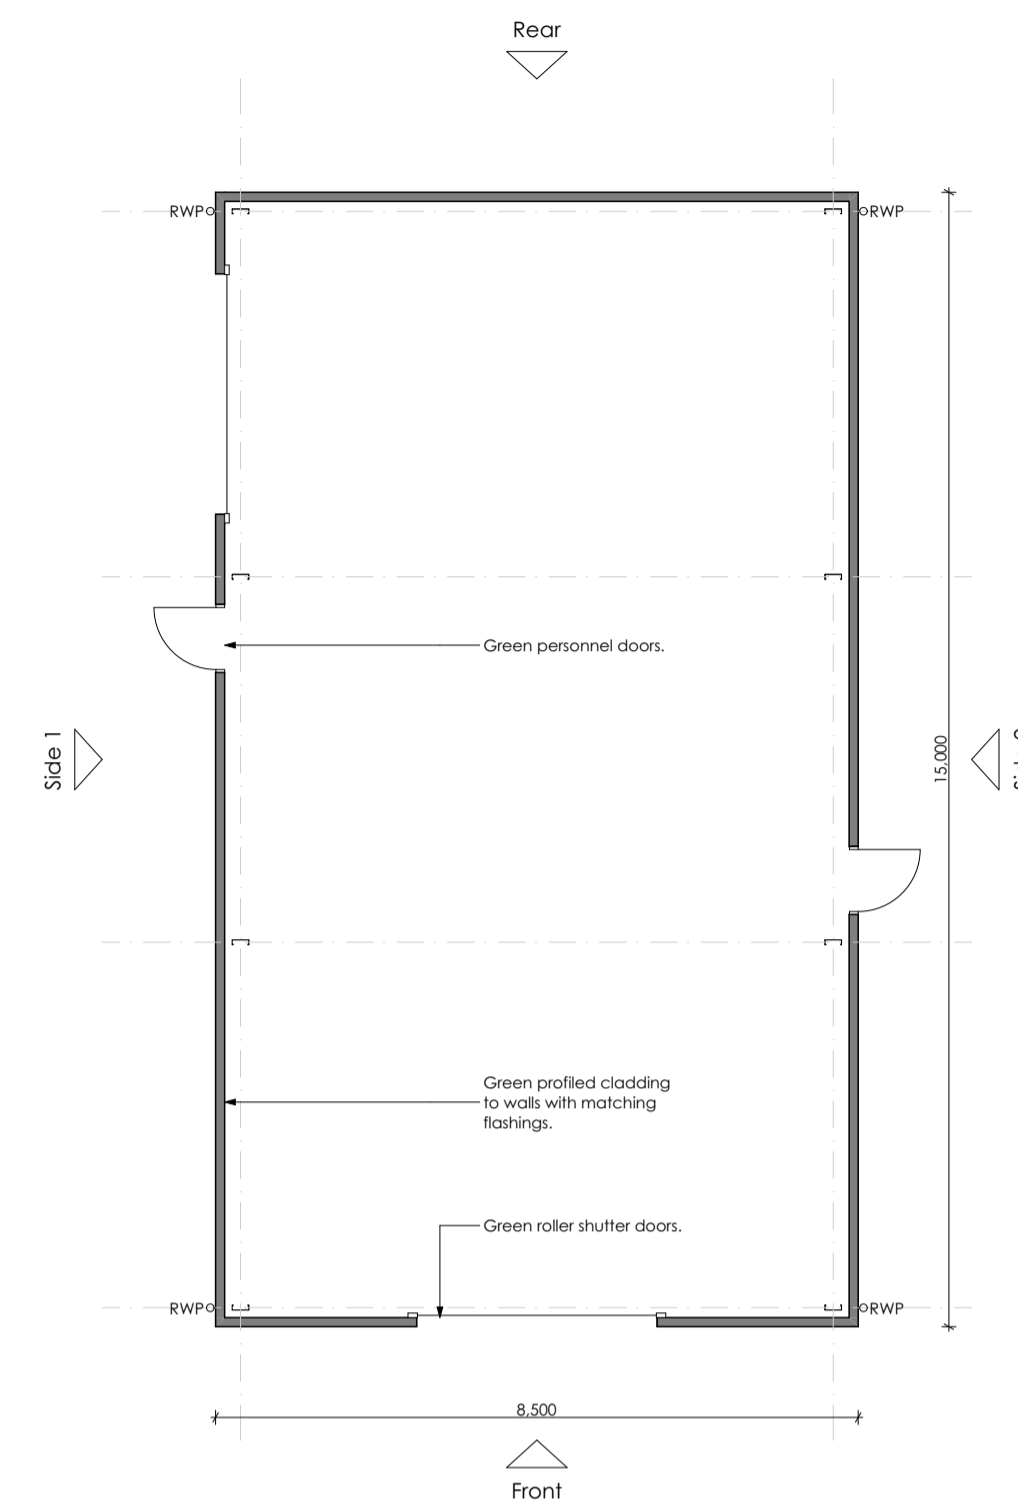 Rear
RWP
RWP
Green personnel doors.
Side 1
15,000
Green profiled cladding
to walls with matching
flashings.
Green roller shutter doors.
RWP
RWP
8,500
Front